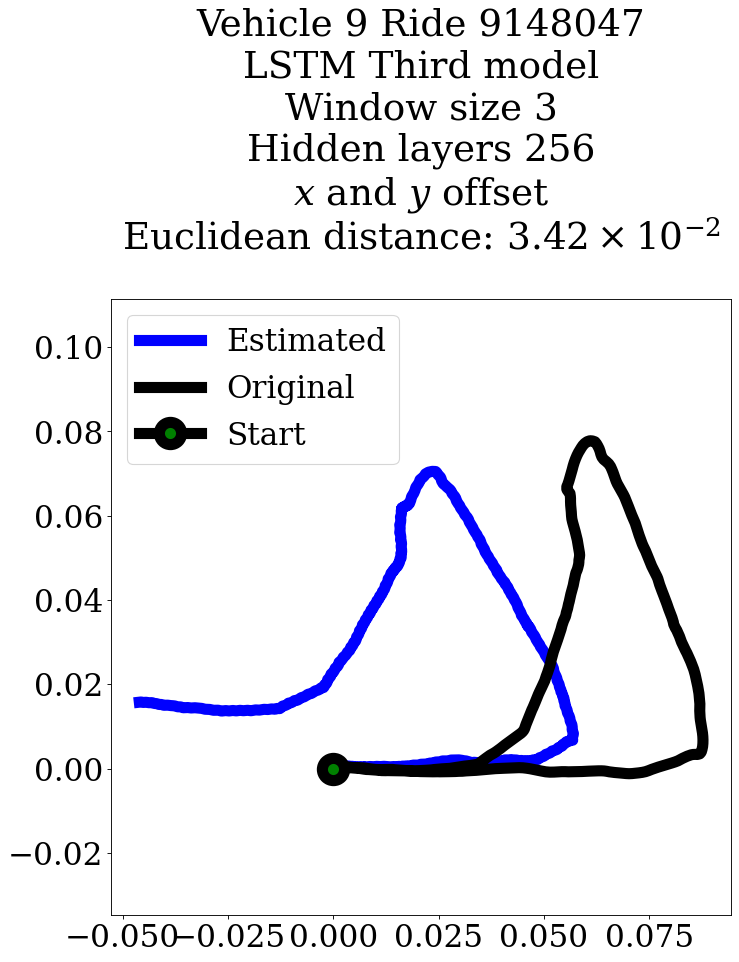 Vehicle 9 Ride 9148047
LSTM Third model
Window size 3
Hidden layers 256
x and y offset
Euclidean distance: 3.42 × 10⁻²
Estimated
Original
Start
0.10
0.08
0.06
0.04
0.02
0.00
−0.02
−0.050
−0.025
0.000
0.025
0.050
0.075